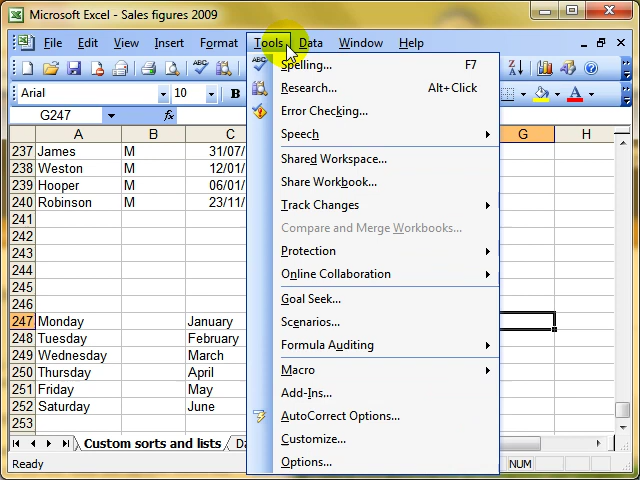 Microsoft Excel - Sales figures 2009
File Edit View Insert Format Tools Data Window Help
Arial 10 B
G247
A B C G H
237 James M 31/07/
238 Weston M 12/01/
239 Hooper M 06/01/
240 Robinson M 23/11/
241
242
243
244
245
246
247 Monday January
248 Tuesday February
249 Wednesday March
250 Thursday April
251 Friday May
252 Saturday June
253
Spelling... F7
Research... Alt+Click
Error Checking...
Speech
Shared Workspace...
Share Workbook...
Track Changes
Compare and Merge Workbooks...
Protection
Online Collaboration
Goal Seek...
Scenarios...
Formula Auditing
Macro
Add-Ins...
AutoCorrect Options...
Customize...
Options...
Custom sorts and lists Da
Ready NUM